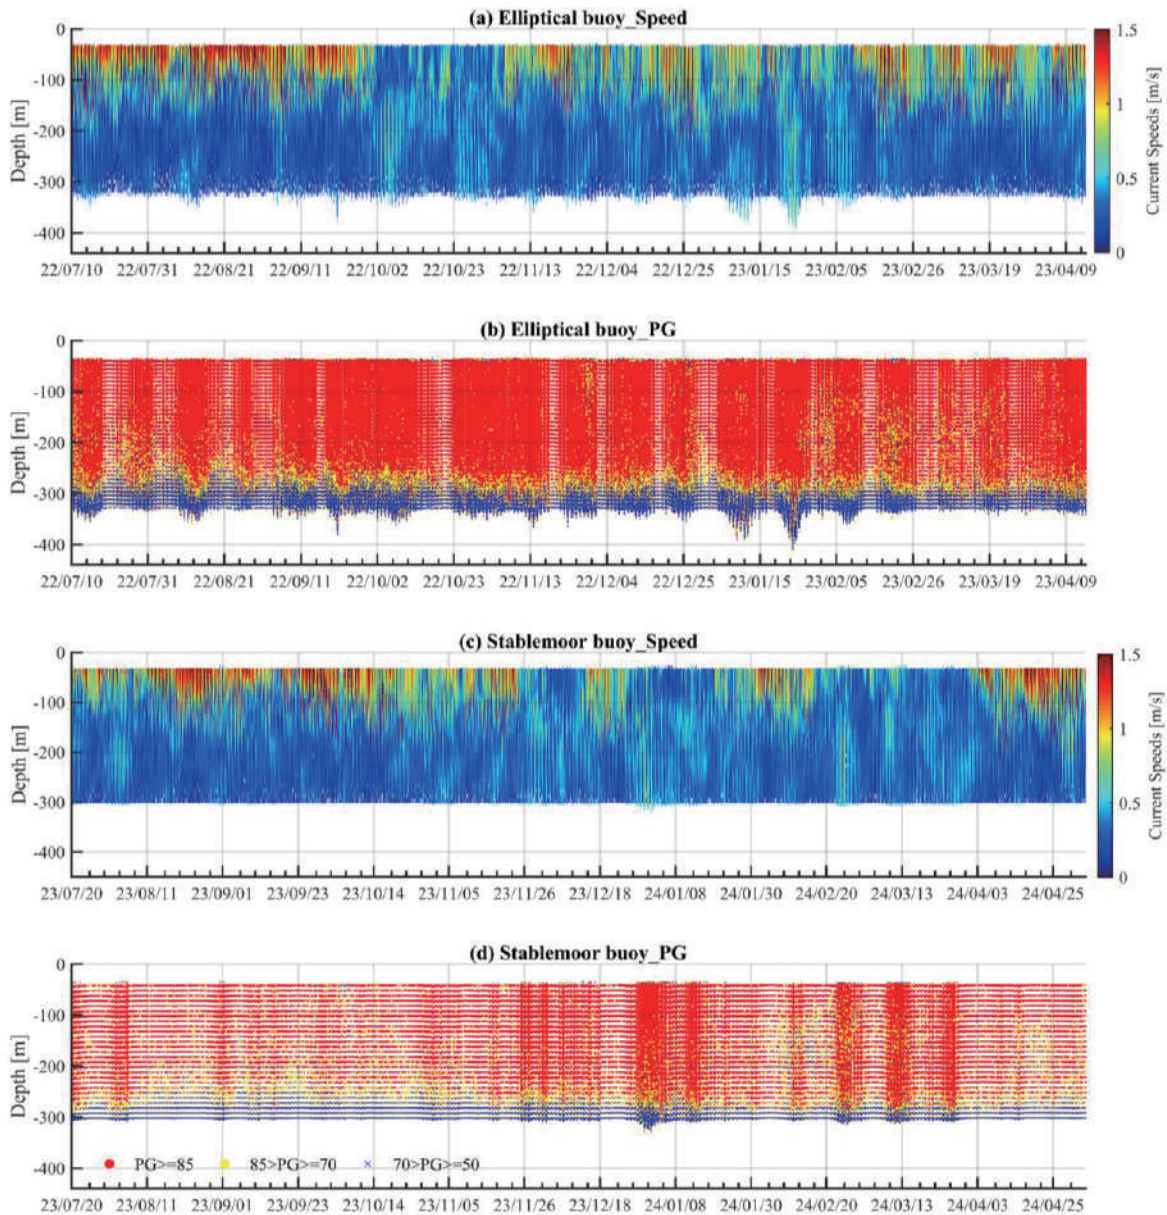 (a) Elliptical buoy_Speed
0
-100
-200
-300
-400
Depth [m]
22/07/10 22/07/31 22/08/21 22/09/11 22/10/02 22/10/23 22/11/13 22/12/04 22/12/25 23/01/15 23/02/05 23/02/26 23/03/19 23/04/09
1.5
1
0.5
0
Current Speeds [m/s]
(b) Elliptical buoy_PG
0
-100
-200
-300
-400
Depth [m]
22/07/10 22/07/31 22/08/21 22/09/11 22/10/02 22/10/23 22/11/13 22/12/04 22/12/25 23/01/15 23/02/05 23/02/26 23/03/19 23/04/09
(c) Stablemoor buoy_Speed
0
-100
-200
-300
-400
Depth [m]
23/07/20 23/08/11 23/09/01 23/09/23 23/10/14 23/11/05 23/11/26 23/12/18 24/01/08 24/01/30 24/02/20 24/03/13 24/04/03 24/04/25
1.5
1
0.5
0
Current Speeds [m/s]
(d) Stablemoor buoy_PG
0
-100
-200
-300
-400
Depth [m]
PG>=85 85>PG>=70 70>PG>=50
23/07/20 23/08/11 23/09/01 23/09/23 23/10/14 23/11/05 23/11/26 23/12/18 24/01/08 24/01/30 24/02/20 24/03/13 24/04/03 24/04/25